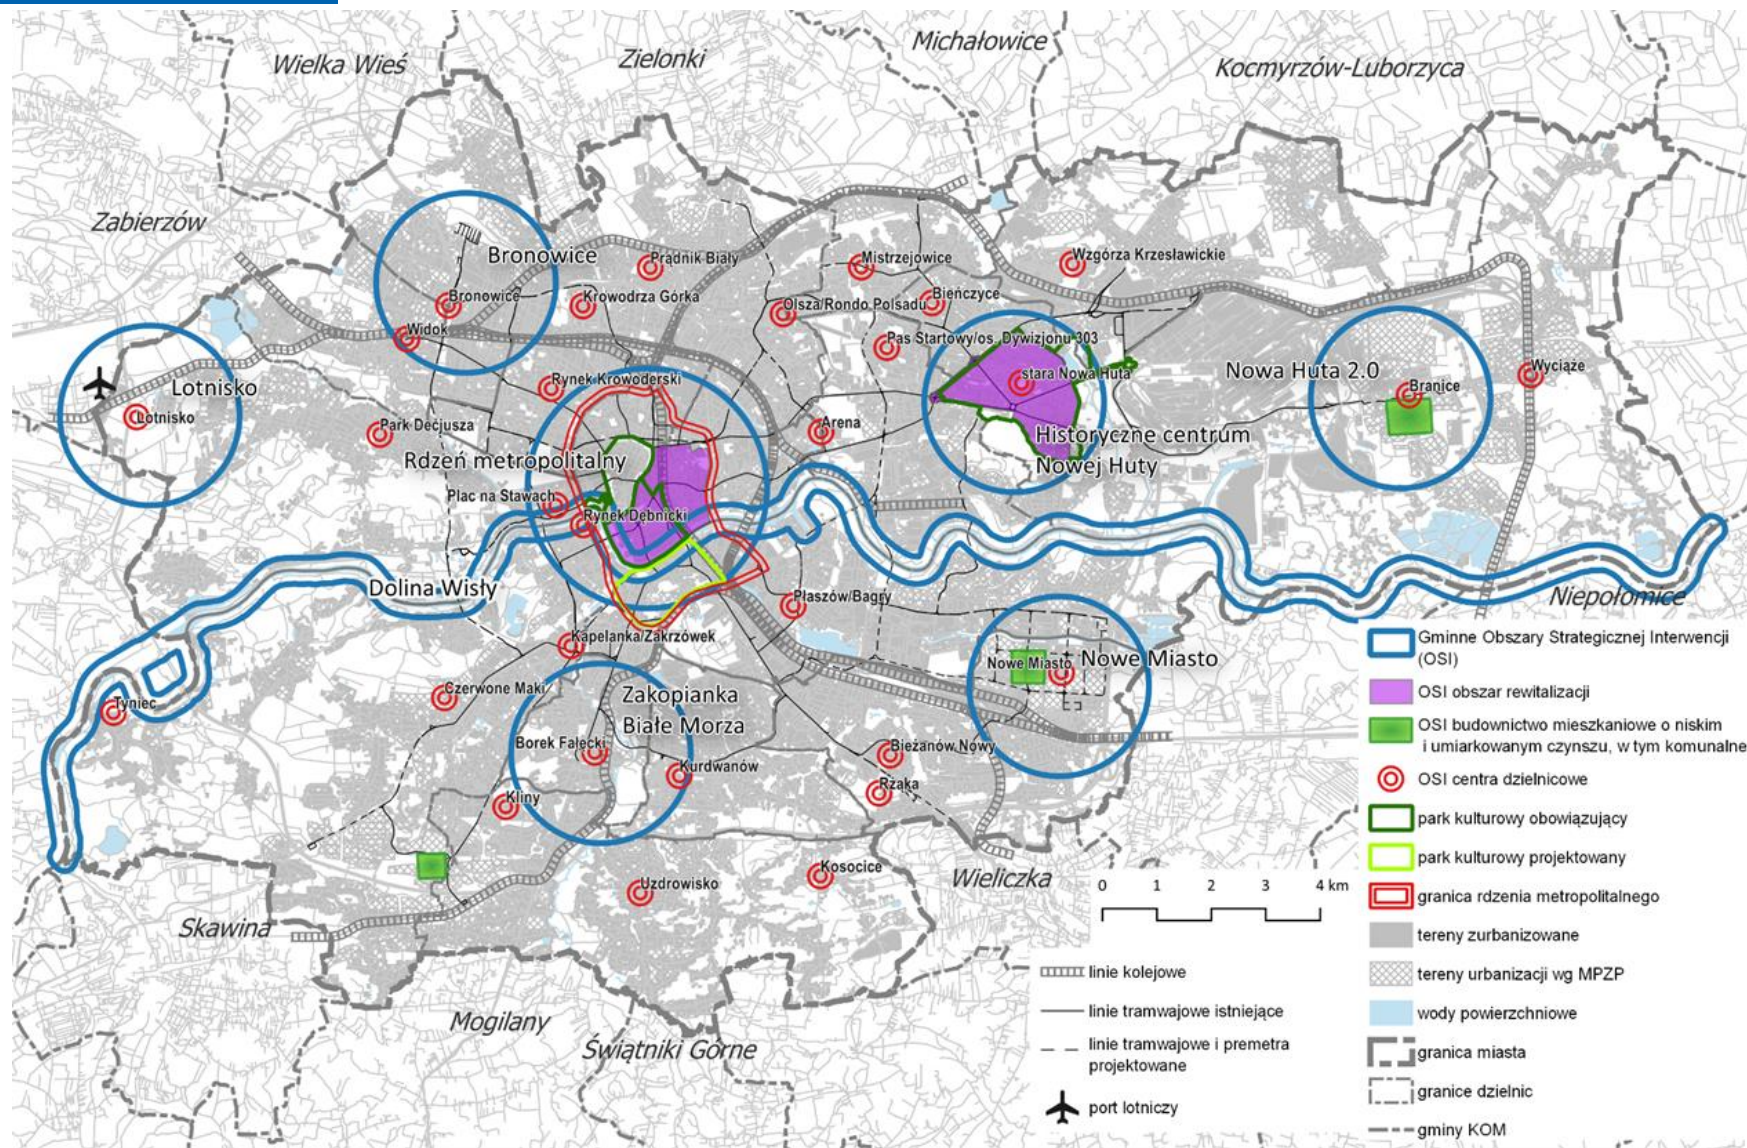 Wielka Wieś
Zielonki
Michałowice
Kocmyrzów-Luborzyca
Zabierzów
Bronowice
Prądnik Biały
Mistrzejowice
Wzgórza Krzesławickie
Bronowice
Krowodrza Górka
Olsza/Rondo Polsadu
Bieńczyce
Widok
Pas Startowy/os. Dywizjonu 303
Lotnisko
Lotnisko
Rynek Krowoderski
stara Nowa Huta
Nowa Huta 2.0
Branice
Wyciąże
Park Decjusza
Arena
Historyczne centrum
Nowej Huty
Rdzeń metropolitalny
Plac na Stawach
Rynek Dębnicki
Dolina Wisły
Płaszów/Bagry
Niepołomice
Kapelanka/Zakrzówek
Nowe Miasto
Nowe Miasto
Czerwone Maki
Zakopianka
Białe Morza
Tyniec
Borek Fałęcki
Kurdwanów
Bieżanów Nowy
Rżąka
Kliny
Uzdrowisko
Kosocice
Wieliczka
Skawina
Mogilany
Świątniki Górne
Gminne Obszary Strategicznej Interwencji
(OSI)
OSI obszar rewitalizacji
OSI budownictwo mieszkaniowe o niskim
i umiarkowanym czynszu, w tym komunalne
OSI centra dzielnicowe
park kulturowy obowiązujący
park kulturowy projektowany
granica rdzenia metropolitalnego
tereny zurbanizowane
tereny urbanizacji wg MPZP
wody powierzchniowe
granica miasta
granice dzielnic
gminy KOM
0 1 2 3 4 km
linie kolejowe
linie tramwajowe istniejące
linie tramwajowe i premetra
projektowane
port lotniczy